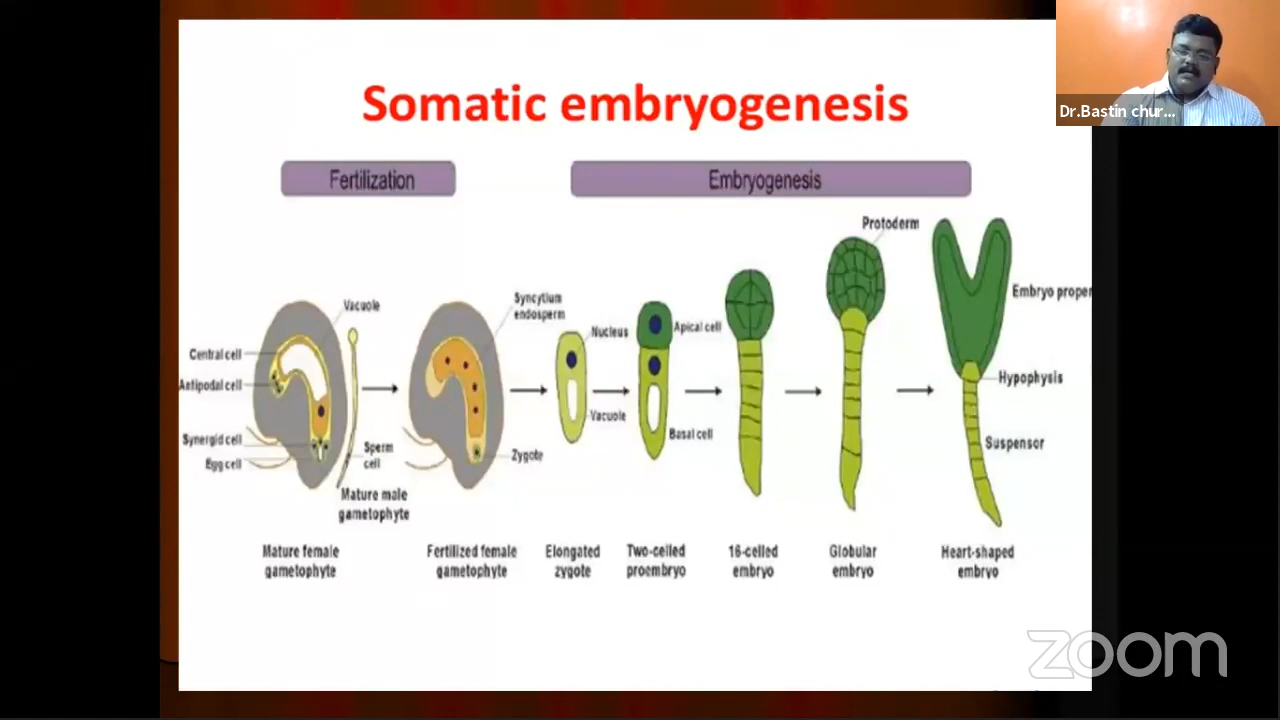 Dr.Bastin chur...
Somatic embryogenesis
Fertilization
Embryogenesis
Vacuole
Central cell
Antipodal cell
Synergid cell
Egg cell
Sperm
cell
Mature male
gametophyte
Mature female
gametophyte
Syncytium
endosperm
Zygote
Fertilized female
gametophyte
Nucleus
Vacuole
Elongated
zygote
Apical cell
Basal cell
Two-celled
proembryo
16-celled
embryo
Protoderm
Globular
embryo
Embryo proper
Hypophysis
Suspensor
Heart-shaped
embryo
zoom